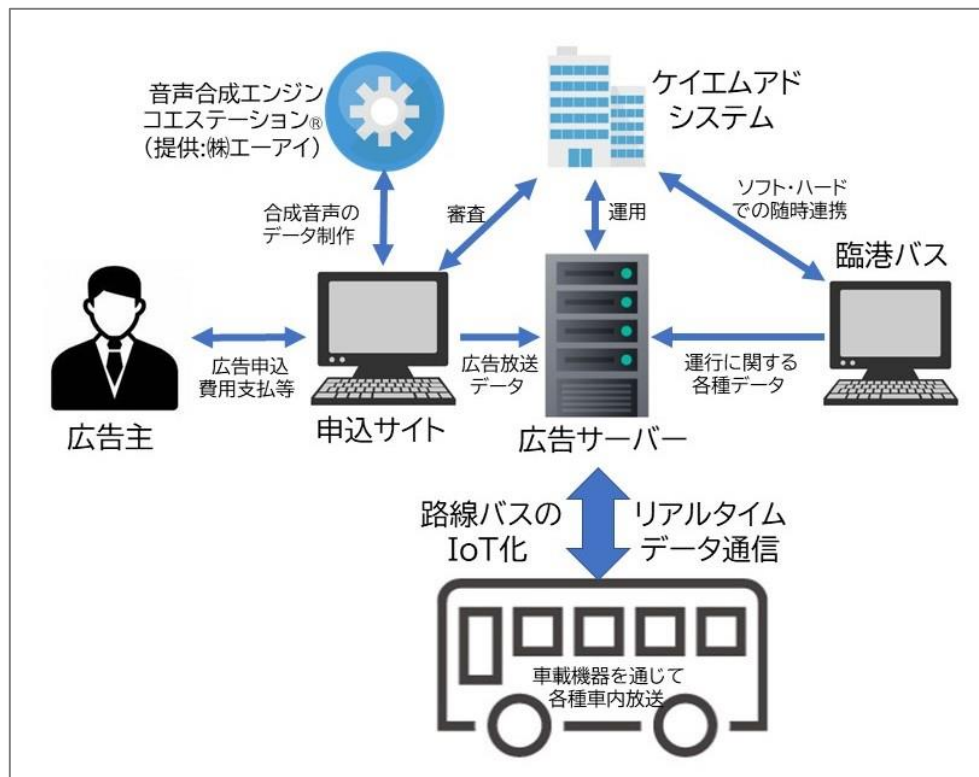 音声合成エンジン
コエステーション®
（提供:㈱エーアイ）
ケイエムアド
システム
合成音声の
データ制作
審査
運用
ソフト・ハード
での随時連携
臨港バス
広告申込
費用支払等
広告放送
データ
運行に関する
各種データ
広告主
申込サイト
広告サーバー
路線バスの
IoT化
リアルタイム
データ通信
車載機器を通じて
各種車内放送